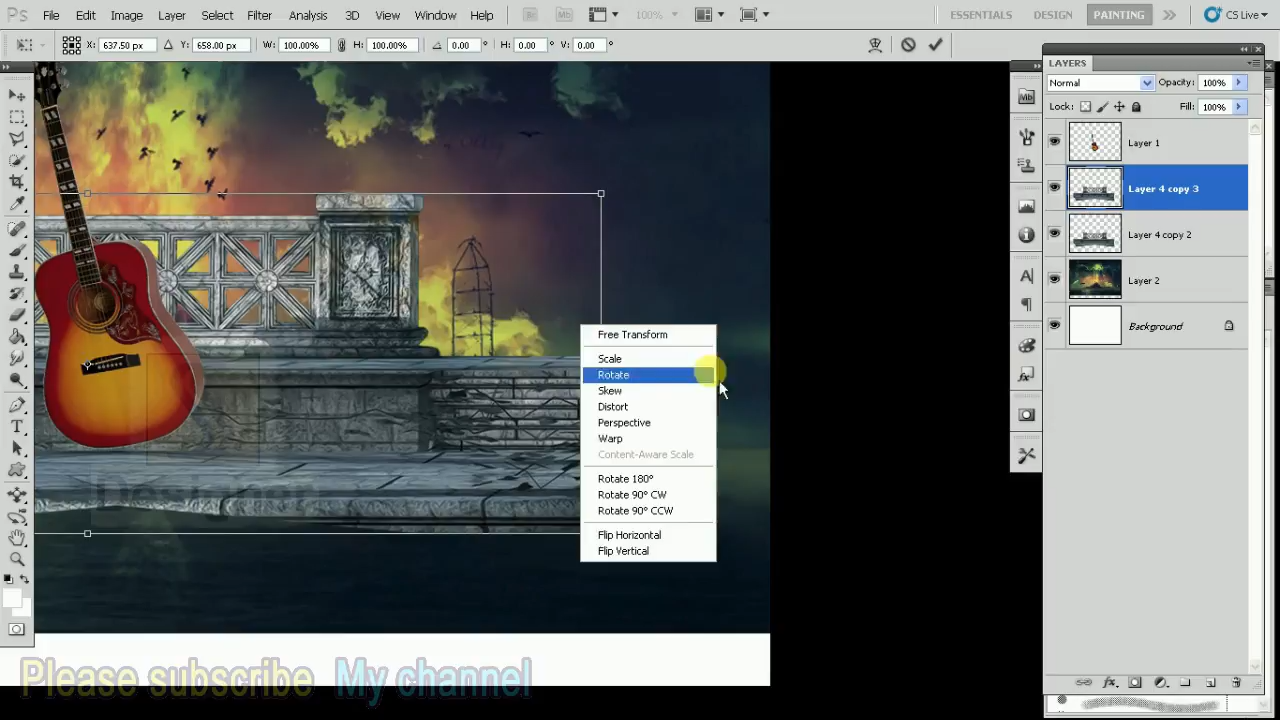 Ps File Edit Image Layer Select Filter Analysis 3D View Window Help Br Mb 100% ESSENTIALS DESIGN PAINTING CS Live
X: 637.50 px Y: 658.00 px W: 100.00% H: 100.00% 0.00 ° H: 0.00 ° V: 0.00 °
LAYERS
Normal Opacity: 100%
Lock: Fill: 100%
Layer 1
Layer 4 copy 3
Layer 4 copy 2
Layer 2
Background
Mb
Free Transform
Scale
Rotate
Skew
Distort
Perspective
Warp
Content-Aware Scale
Rotate 180°
Rotate 90° CW
Rotate 90° CCW
Flip Horizontal
Flip Vertical
Please subscribe My channel